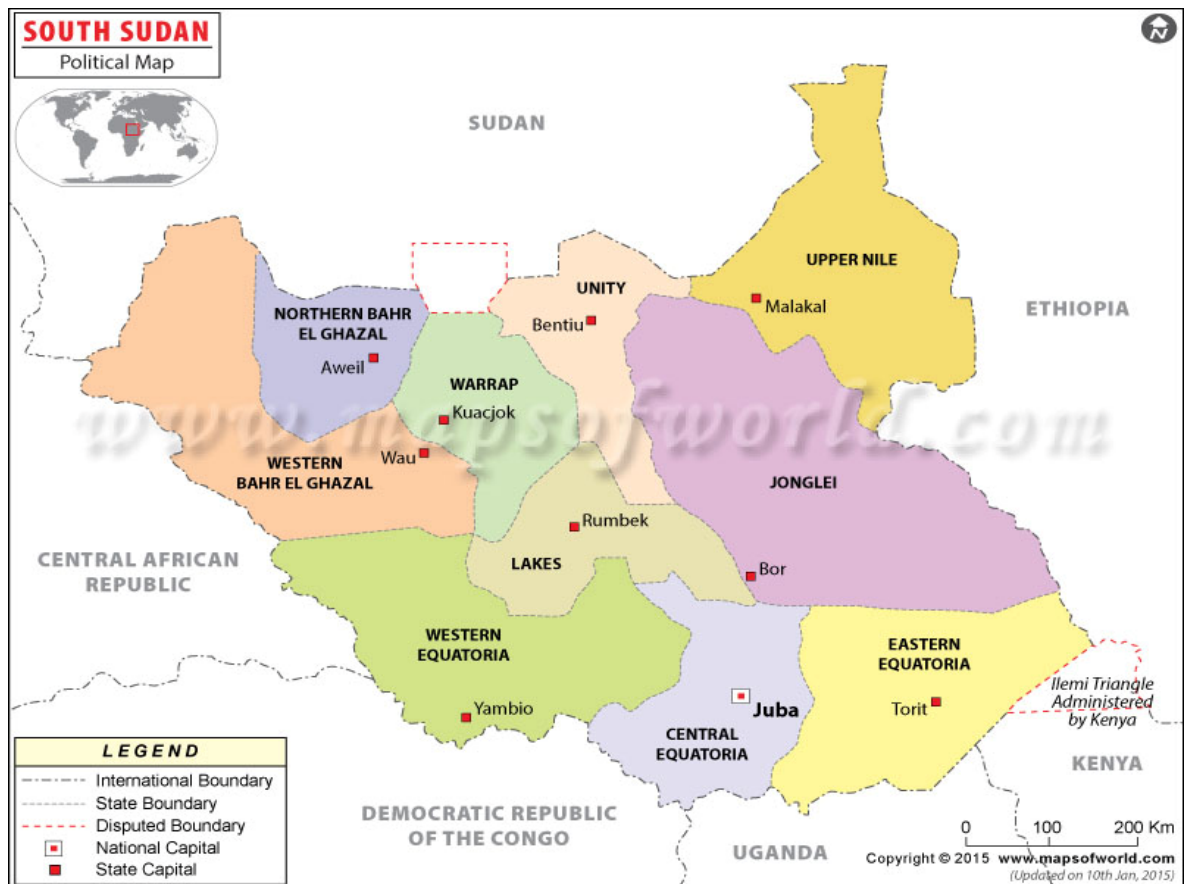 SOUTH SUDAN
Political Map
N
SUDAN
ETHIOPIA
UPPER NILE
Malakal
UNITY
Bentiu
NORTHERN BAHR
EL GHAZAL
Aweil
WARRAP
Kuacjok
www.mapsofworld.com
WESTERN
BAHR EL GHAZAL
Wau
JONGLEI
Rumbek
LAKES
Bor
CENTRAL AFRICAN
REPUBLIC
WESTERN
EQUATORIA
Yambio
EASTERN
EQUATORIA
Torit
Juba
CENTRAL
EQUATORIA
Ilemi Triangle
Administered
by Kenya
KENYA
DEMOCRATIC REPUBLIC
OF THE CONGO
UGANDA
LEGEND
International Boundary
State Boundary
Disputed Boundary
National Capital
State Capital
0 100 200 Km
Copyright © 2015 www.mapsofworld.com
(Updated on 10th Jan, 2015)